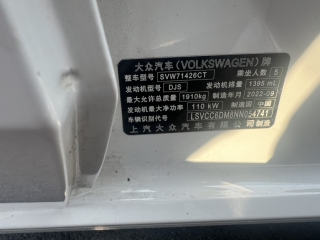 大众汽车(VOLKSWAGEN)牌
整车型号 SVW71426CT 乘坐人数 5
发动机型号 DJS 发动机排量 1395 mL
最大允许总质量 1910kg 制造年月 2022-09
发动机最大净功率 110 kW 制造国 中国
车辆识别代号
上汽大众汽车有限公司制造